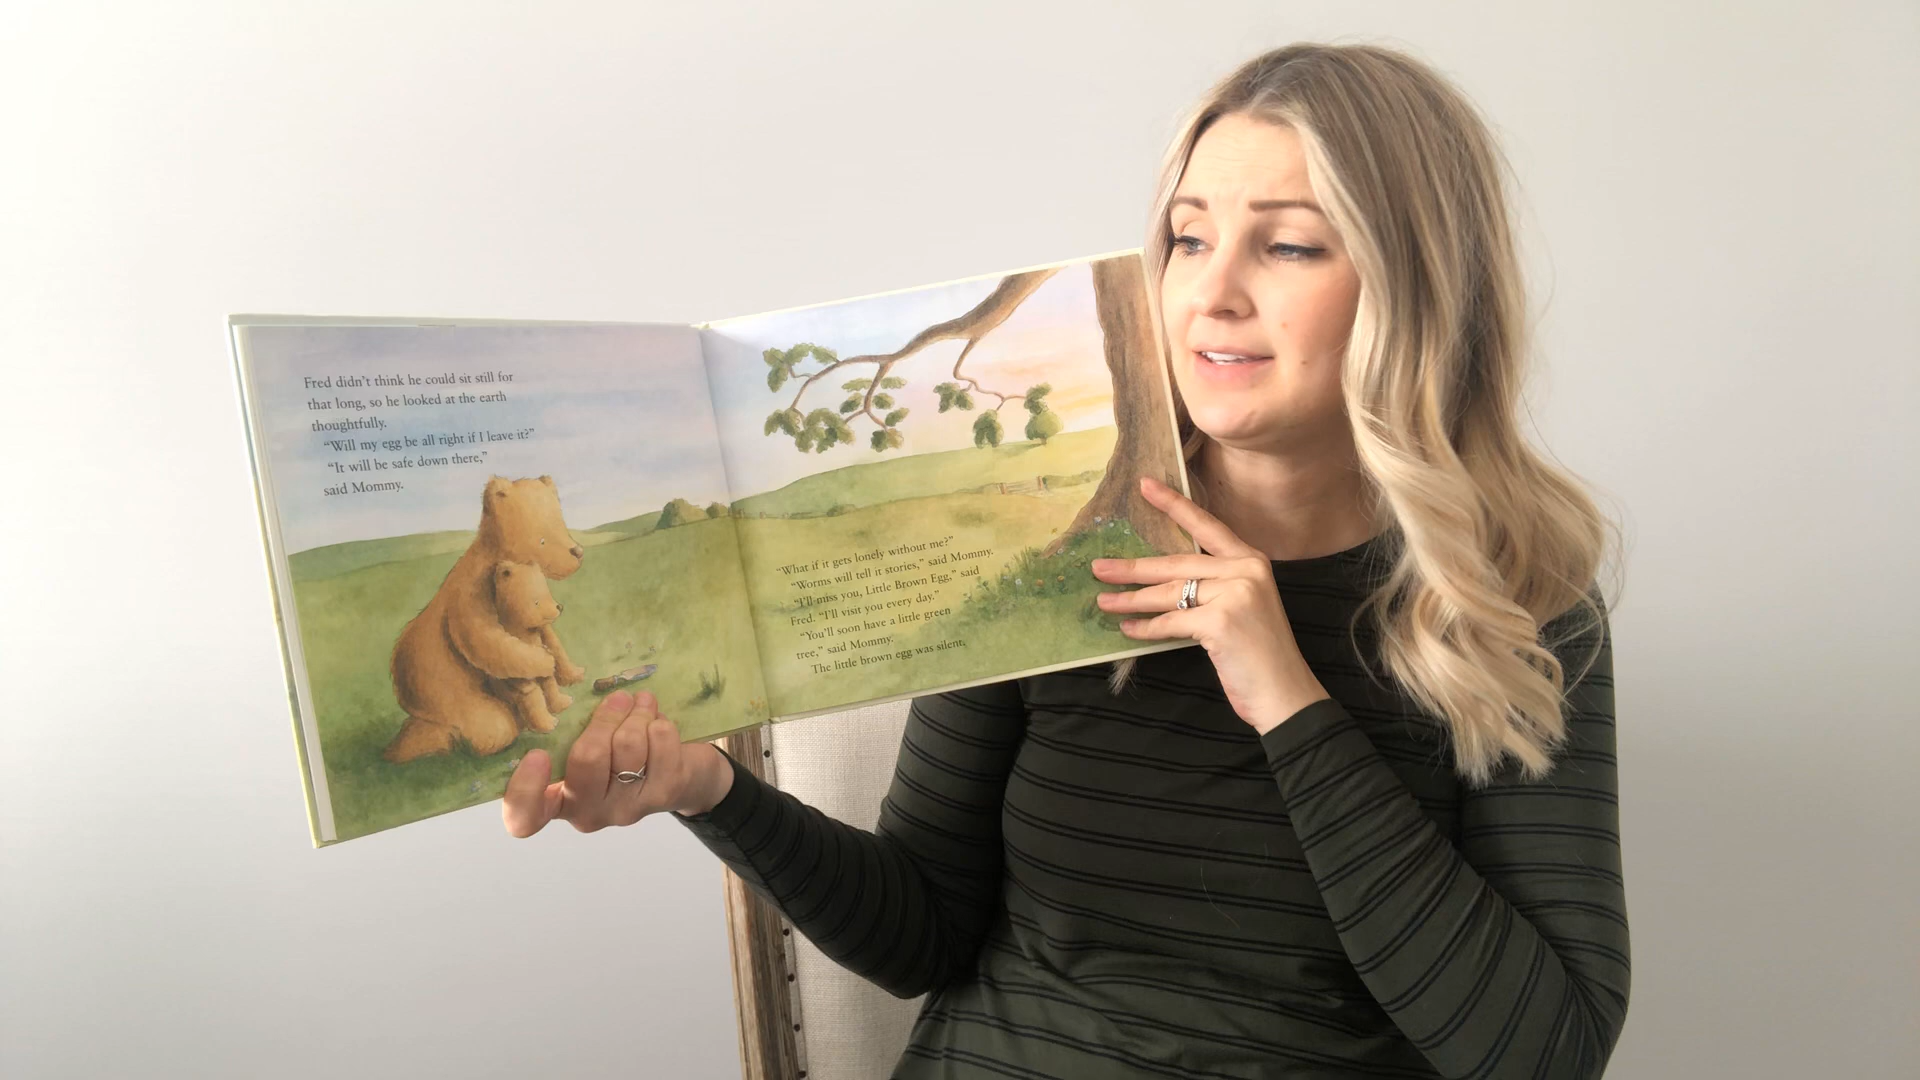 Fred didn't think he could sit still for
that long, so he looked at the earth
thoughtfully.
“Will my egg be all right if I leave it?”
“It will be safe down there,”
said Mommy.
“What if it gets lonely without me?”
“Worms will tell it stories,” said Mommy.
“I'll miss you, Little Brown Egg,” said
Fred. “I'll visit you every day.”
“You'll soon have a little green
tree,” said Mommy.
The little brown egg was silent.